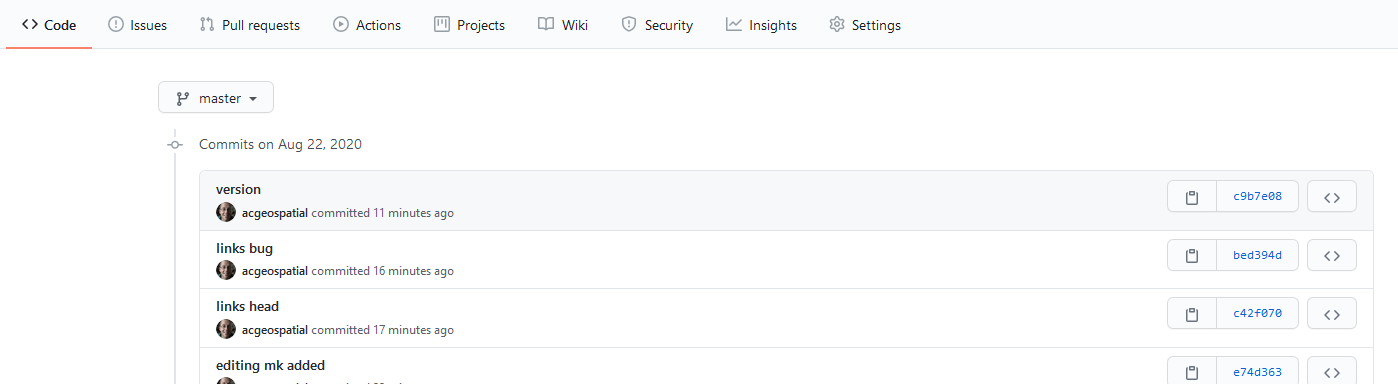 <> Code Issues Pull requests Actions Projects Wiki Security Insights Settings
master
Commits on Aug 22, 2020
version
c9b7e08 <>
acgeospatial committed 11 minutes ago
links bug
bed394d <>
acgeospatial committed 16 minutes ago
links head
c42f070 <>
acgeospatial committed 17 minutes ago
editing mk added
e74d363 <>